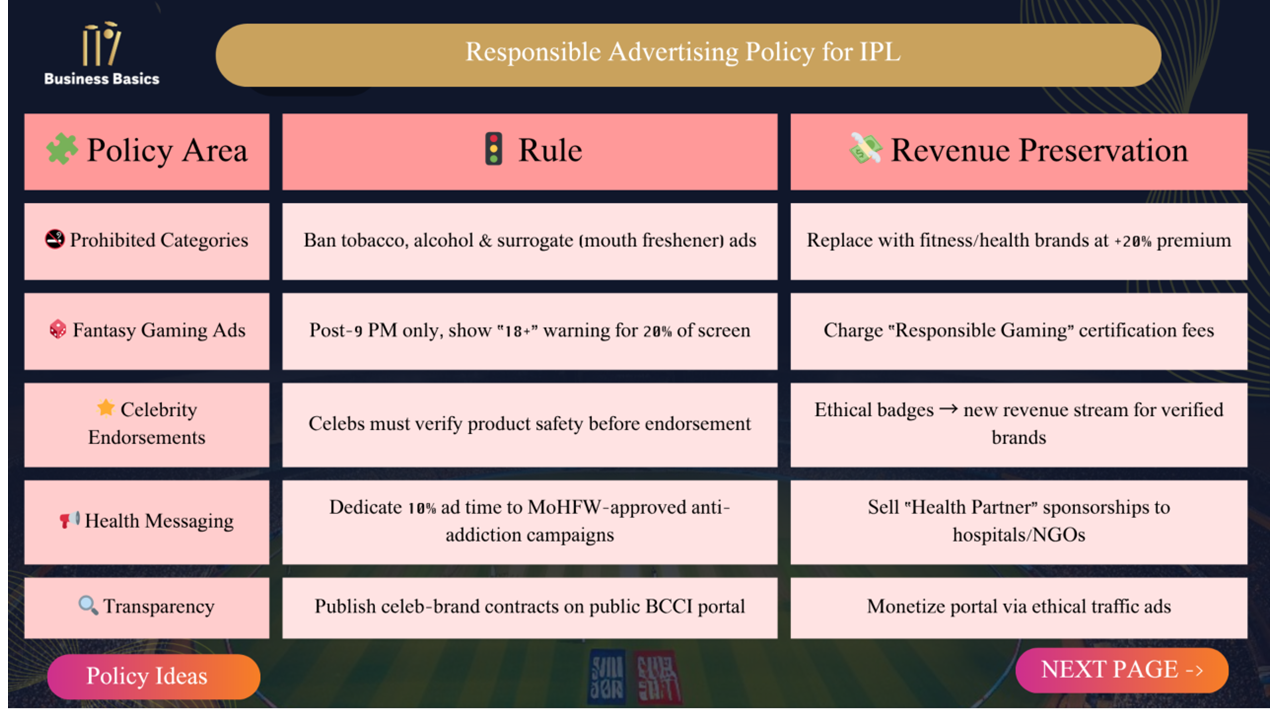 Business Basics
Responsible Advertising Policy for IPL
Policy Area
Rule
Revenue Preservation
Prohibited Categories
Ban tobacco, alcohol & surrogate (mouth freshener) ads
Replace with fitness/health brands at +20% premium
Fantasy Gaming Ads
Post-9 PM only, show "18+" warning for 20% of screen
Charge "Responsible Gaming" certification fees
Celebrity
Endorsements
Celebs must verify product safety before endorsement
Ethical badges → new revenue stream for verified
brands
Health Messaging
Dedicate 10% ad time to MoHFW-approved anti-
addiction campaigns
Sell "Health Partner" sponsorships to
hospitals/NGOs
Transparency
Publish celeb-brand contracts on public BCCI portal
Monetize portal via ethical traffic ads
Policy Ideas
NEXT PAGE ->